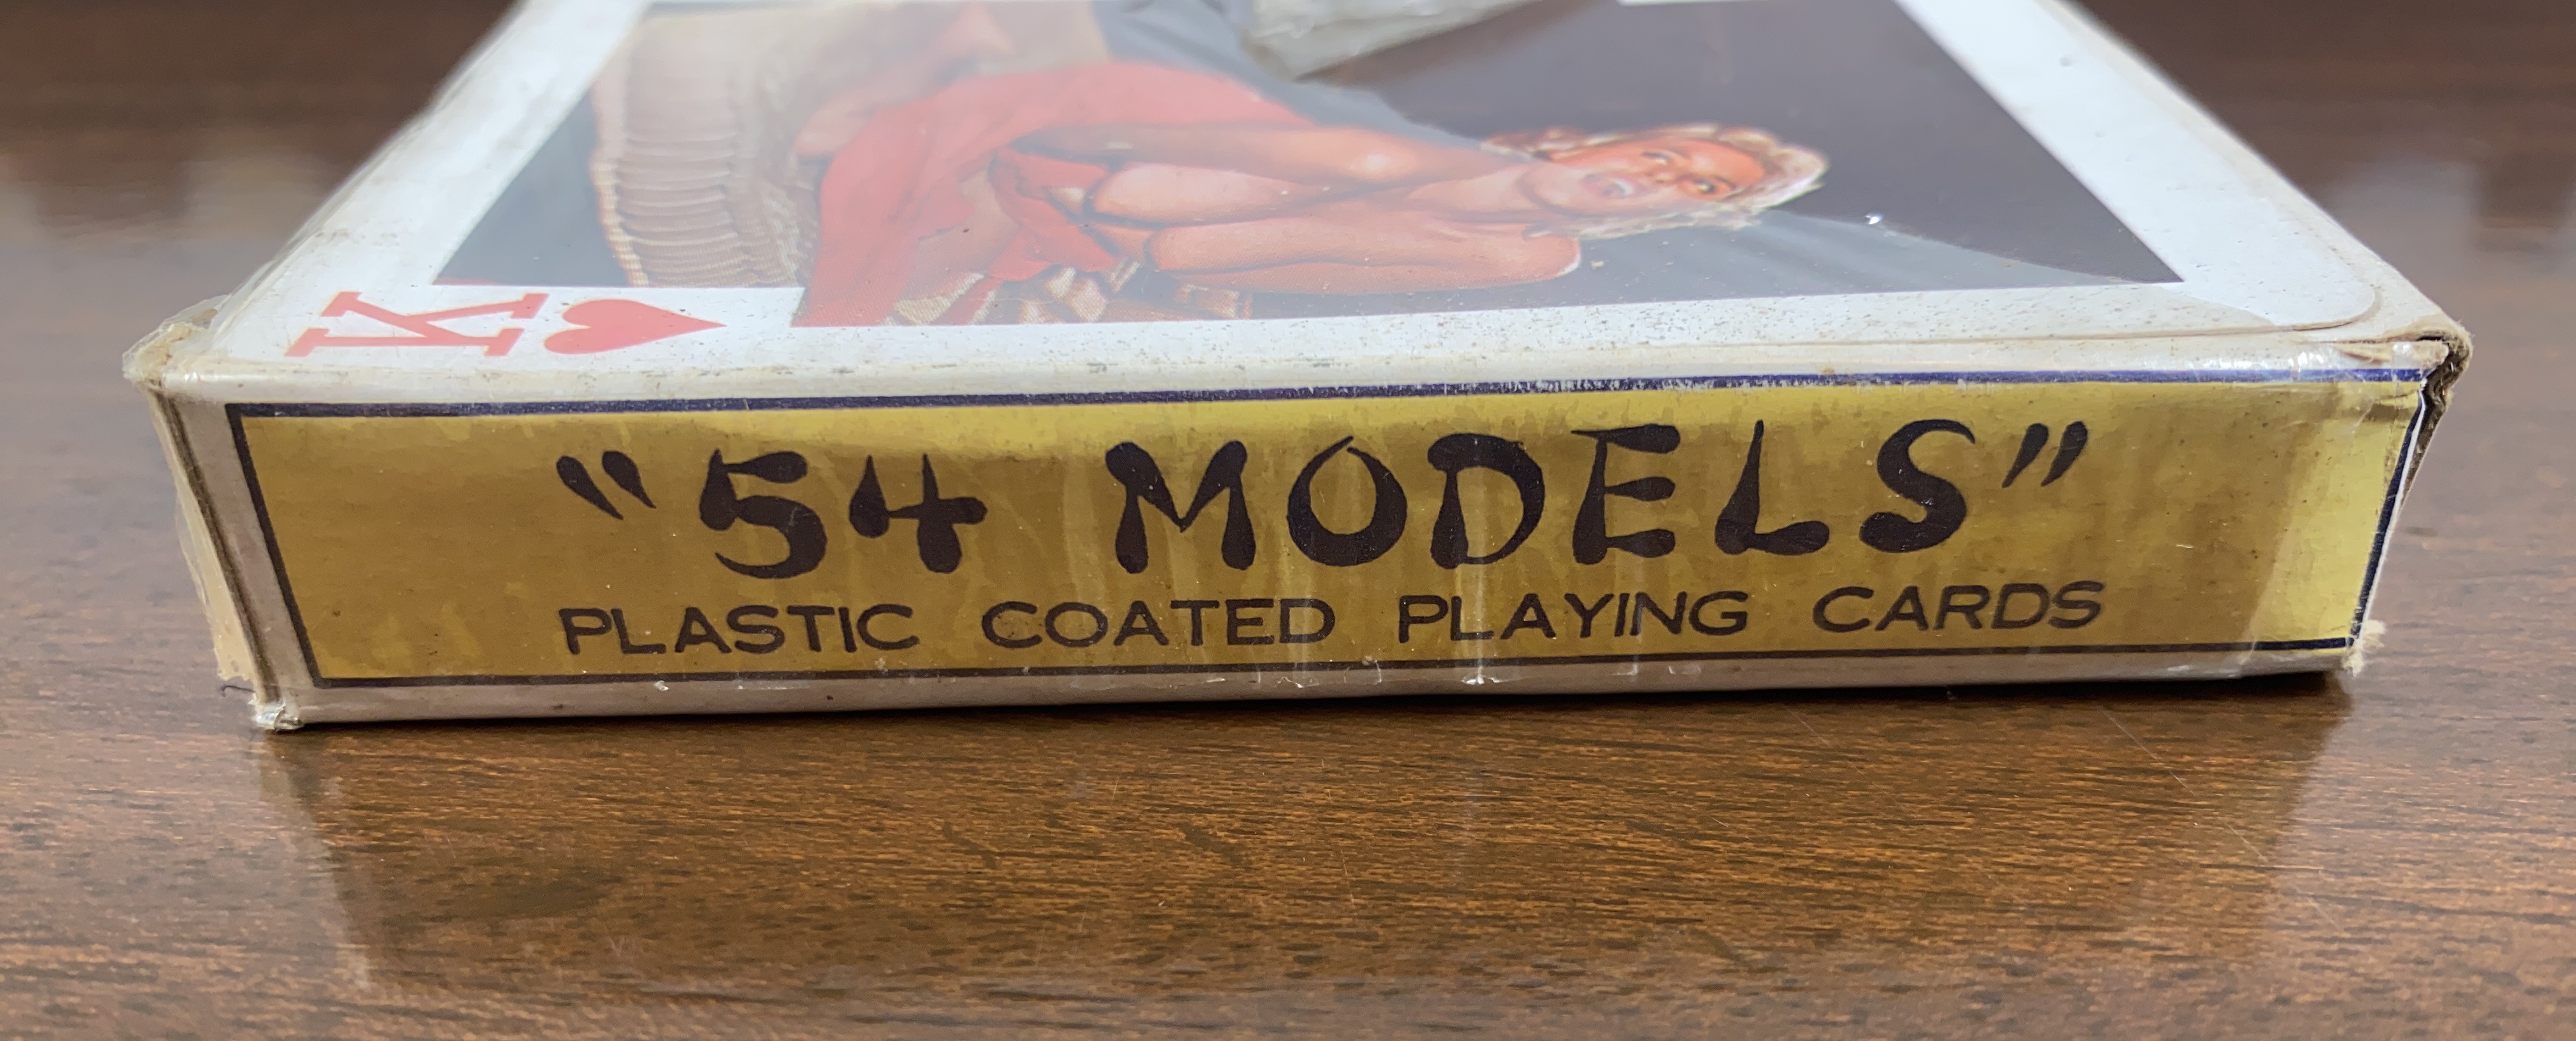 K
“54 MODELS”
PLASTIC COATED PLAYING CARDS